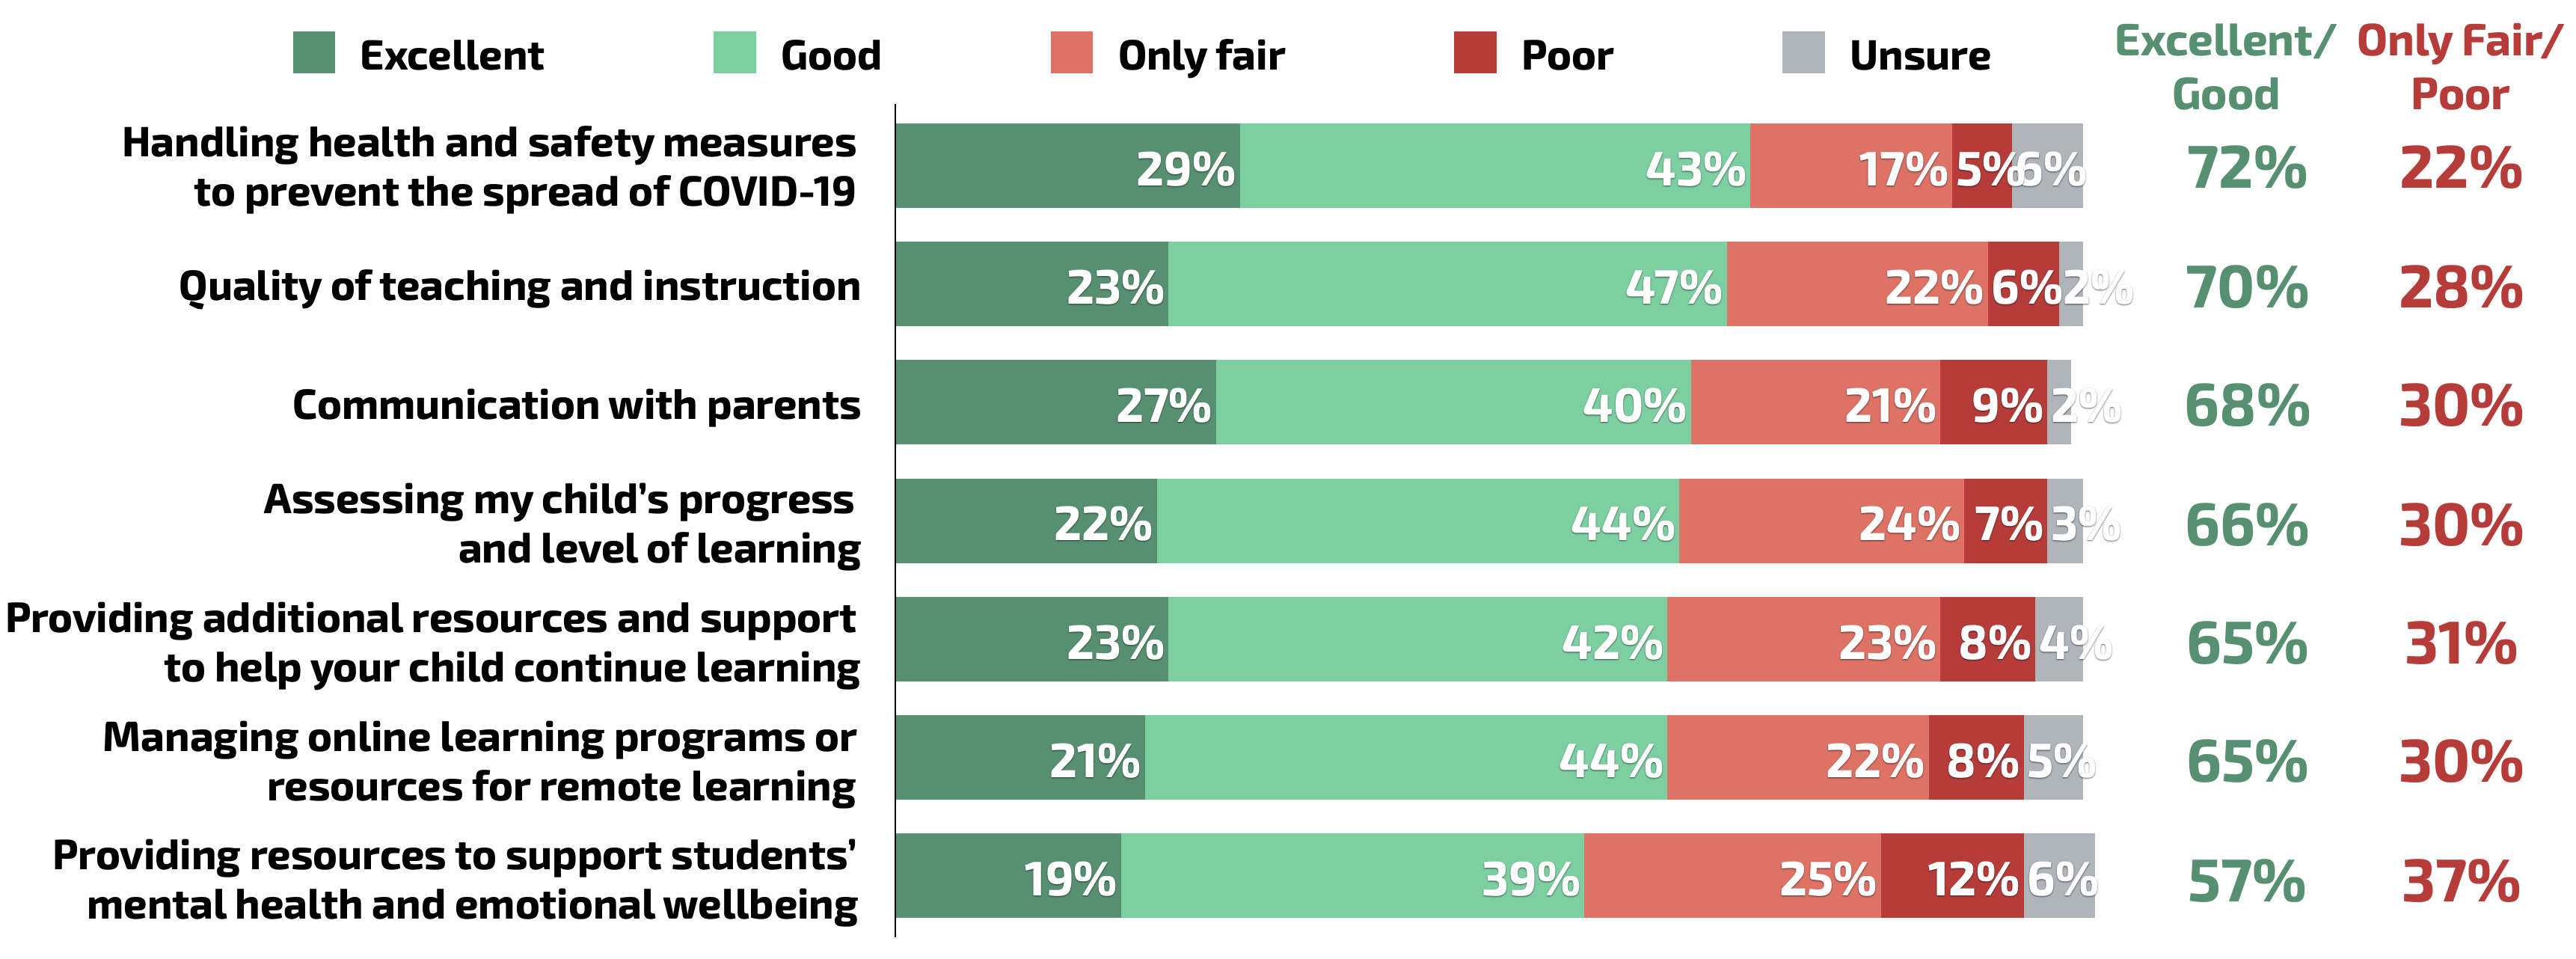 Excellent Good Only fair Poor Unsure
Excellent/
Good
Only Fair/
Poor
Handling health and safety measures
to prevent the spread of COVID-19
29% 43% 17% 5% 6% 72% 22%
Quality of teaching and instruction
23% 47% 22% 6% 2% 70% 28%
Communication with parents
27% 40% 21% 9% 2% 68% 30%
Assessing my child’s progress
and level of learning
22% 44% 24% 7% 3% 66% 30%
Providing additional resources and support
to help your child continue learning
23% 42% 23% 8% 4% 65% 31%
Managing online learning programs or
resources for remote learning
21% 44% 22% 8% 5% 65% 30%
Providing resources to support students’
mental health and emotional wellbeing
19% 39% 25% 12% 6% 57% 37%